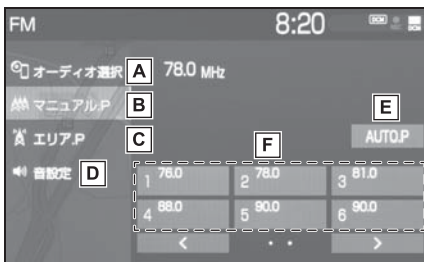 FM 8:20 DCM
オーディオ選択 A 78.0 MHz
マニュアル.P B
E
エリア.P C
AUTO.P
F
音設定 D
1 76.0 2 78.0 3 81.0
4 88.0 5 90.0 6 90.0
< · · >